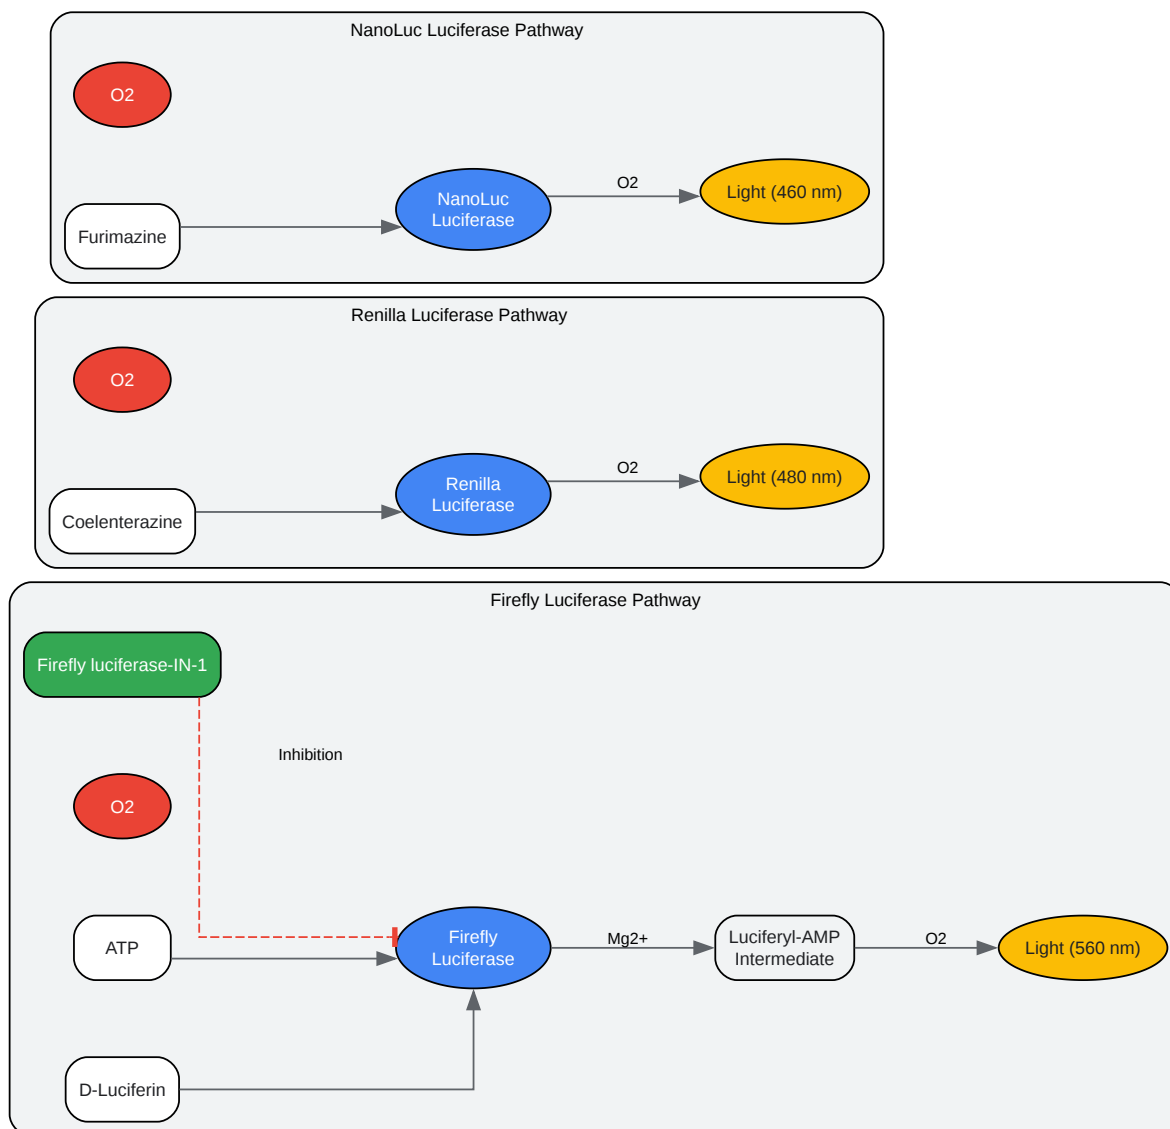 NanoLuc Luciferase Pathway
O2
Furimazine
NanoLuc
Luciferase
O2
Light (460 nm)
Renilla Luciferase Pathway
O2
Coelenterazine
Renilla
Luciferase
O2
Light (480 nm)
Firefly Luciferase Pathway
Firefly luciferase-IN-1
Inhibition
O2
ATP
D-Luciferin
Firefly
Luciferase
Mg2+
Luciferyl-AMP
Intermediate
O2
Light (560 nm)